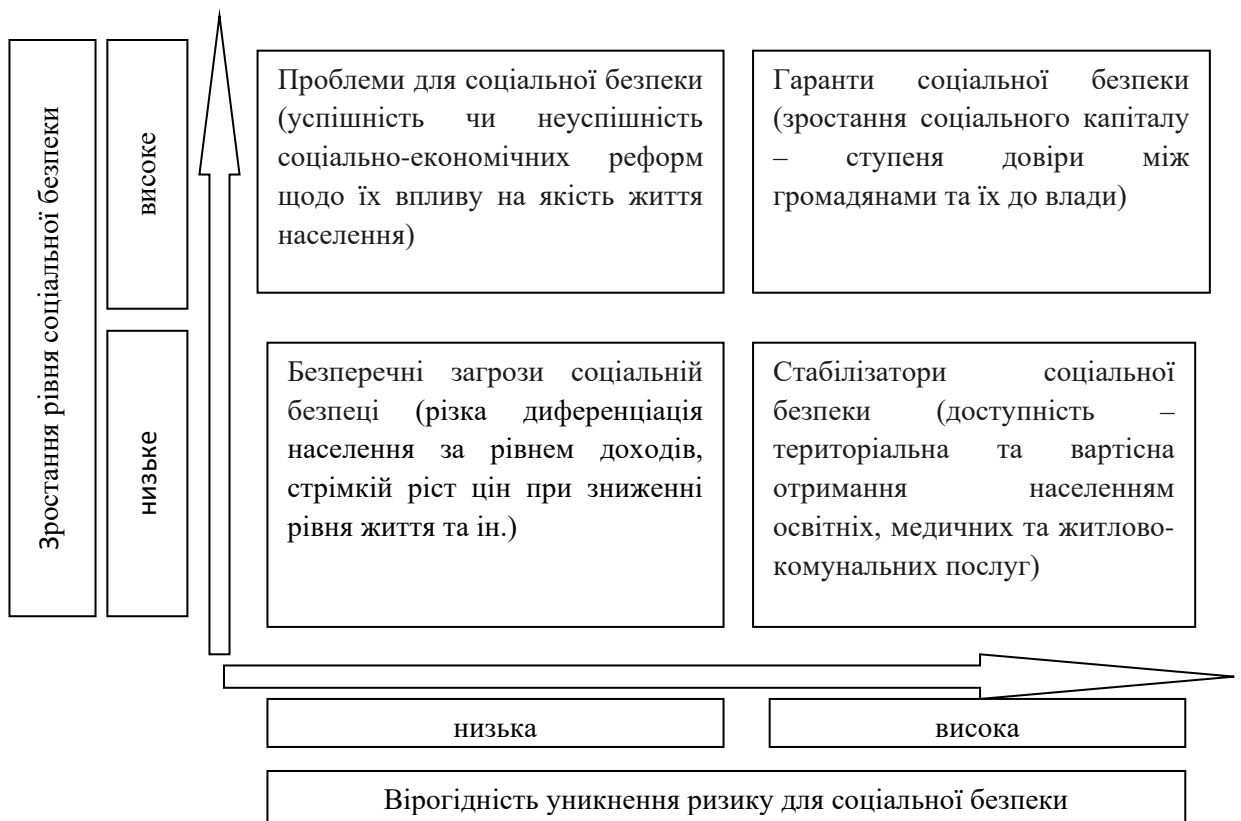 Зростання рівня соціальної безпеки
високе
Проблеми для соціальної безпеки
(успішність чи неуспішність
соціально-економічних реформ
щодо їх впливу на якість життя
населення)
Гаранти соціальної безпеки
(зростання соціального капіталу
– ступеня довіри між
громадянами та їх до влади)
низьке
Безперечні загрози соціальній
безпеці (різка диференціація
населення за рівнем доходів,
стрімкій ріст цін при зниженні
рівня життя та ін.)
Стабілізатори соціальної
безпеки (доступність –
територіальна та вартісна
отримання населенням
освітніх, медичних та житлово-
комунальних послуг)
низька
висока
Вірогідність уникнення ризику для соціальної безпеки